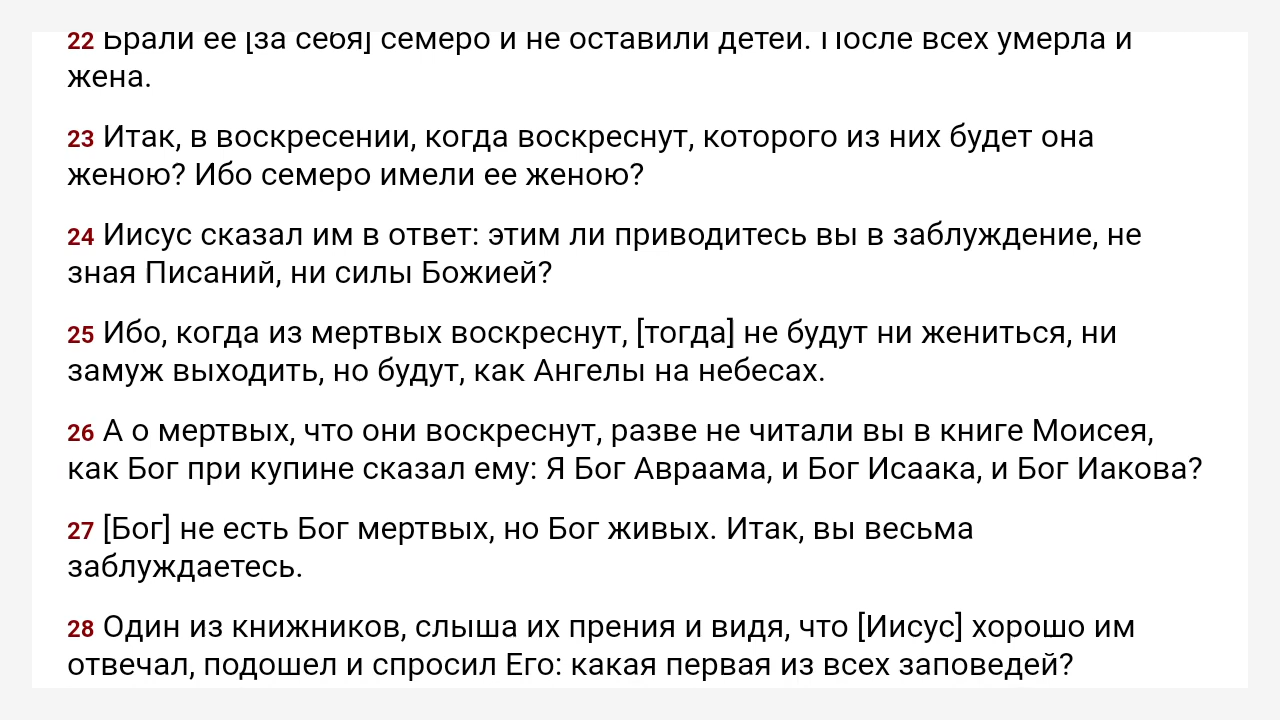 22 Брали ее [за себя] семеро и не оставили детей. После всех умерла и
жена.
23 Итак, в воскресении, когда воскреснут, которого из них будет она
женою? Ибо семеро имели ее женою?
24 Иисус сказал им в ответ: этим ли приводитесь вы в заблуждение, не
зная Писаний, ни силы Божией?
25 Ибо, когда из мертвых воскреснут, [тогда] не будут ни жениться, ни
замуж выходить, но будут, как Ангелы на небесах.
26 А о мертвых, что они воскреснут, разве не читали вы в книге Моисея,
как Бог при купине сказал ему: Я Бог Авраама, и Бог Исаака, и Бог Иакова?
27 [Бог] не есть Бог мертвых, но Бог живых. Итак, вы весьма
заблуждаетесь.
28 Один из книжников, слыша их прения и видя, что [Иисус] хорошо им
отвечал, подошел и спросил Его: какая первая из всех заповедей?